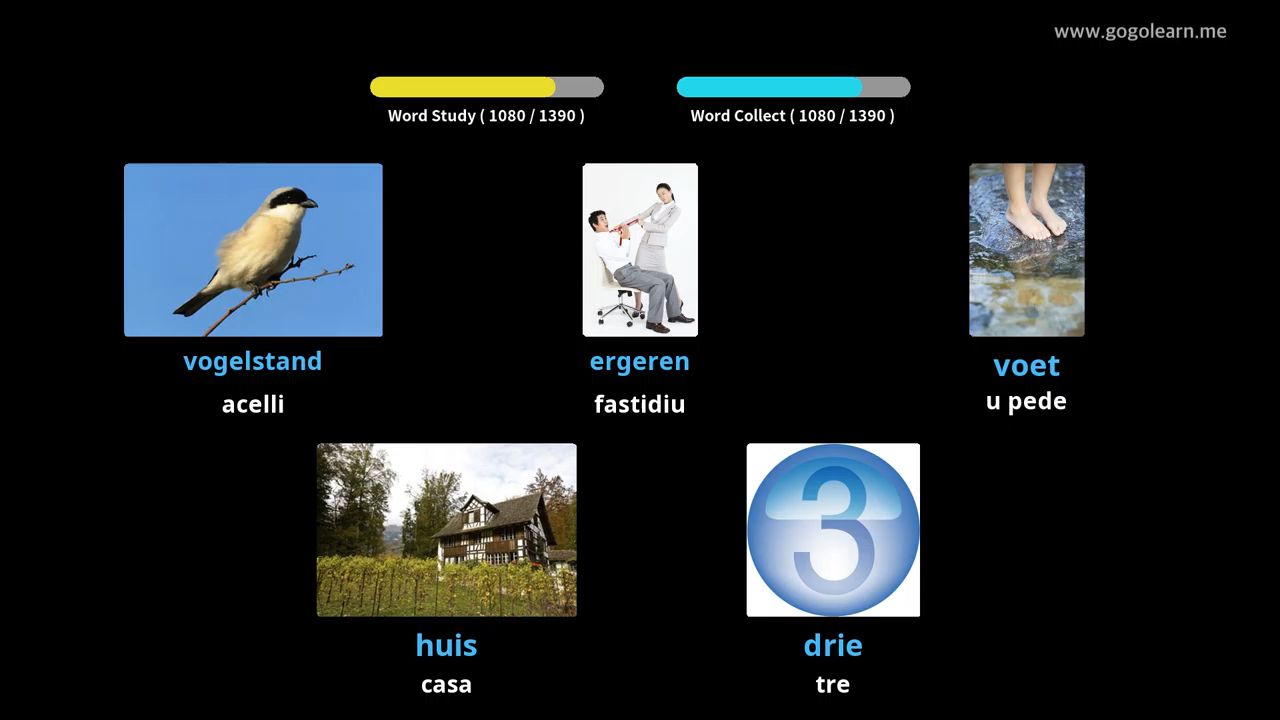 www.gogolearn.me
Word Study ( 1080 / 1390 )
Word Collect ( 1080 / 1390 )
vogelstand
acelli
ergeren
fastidiu
voet
u pede
huis
casa
3
drie
tre